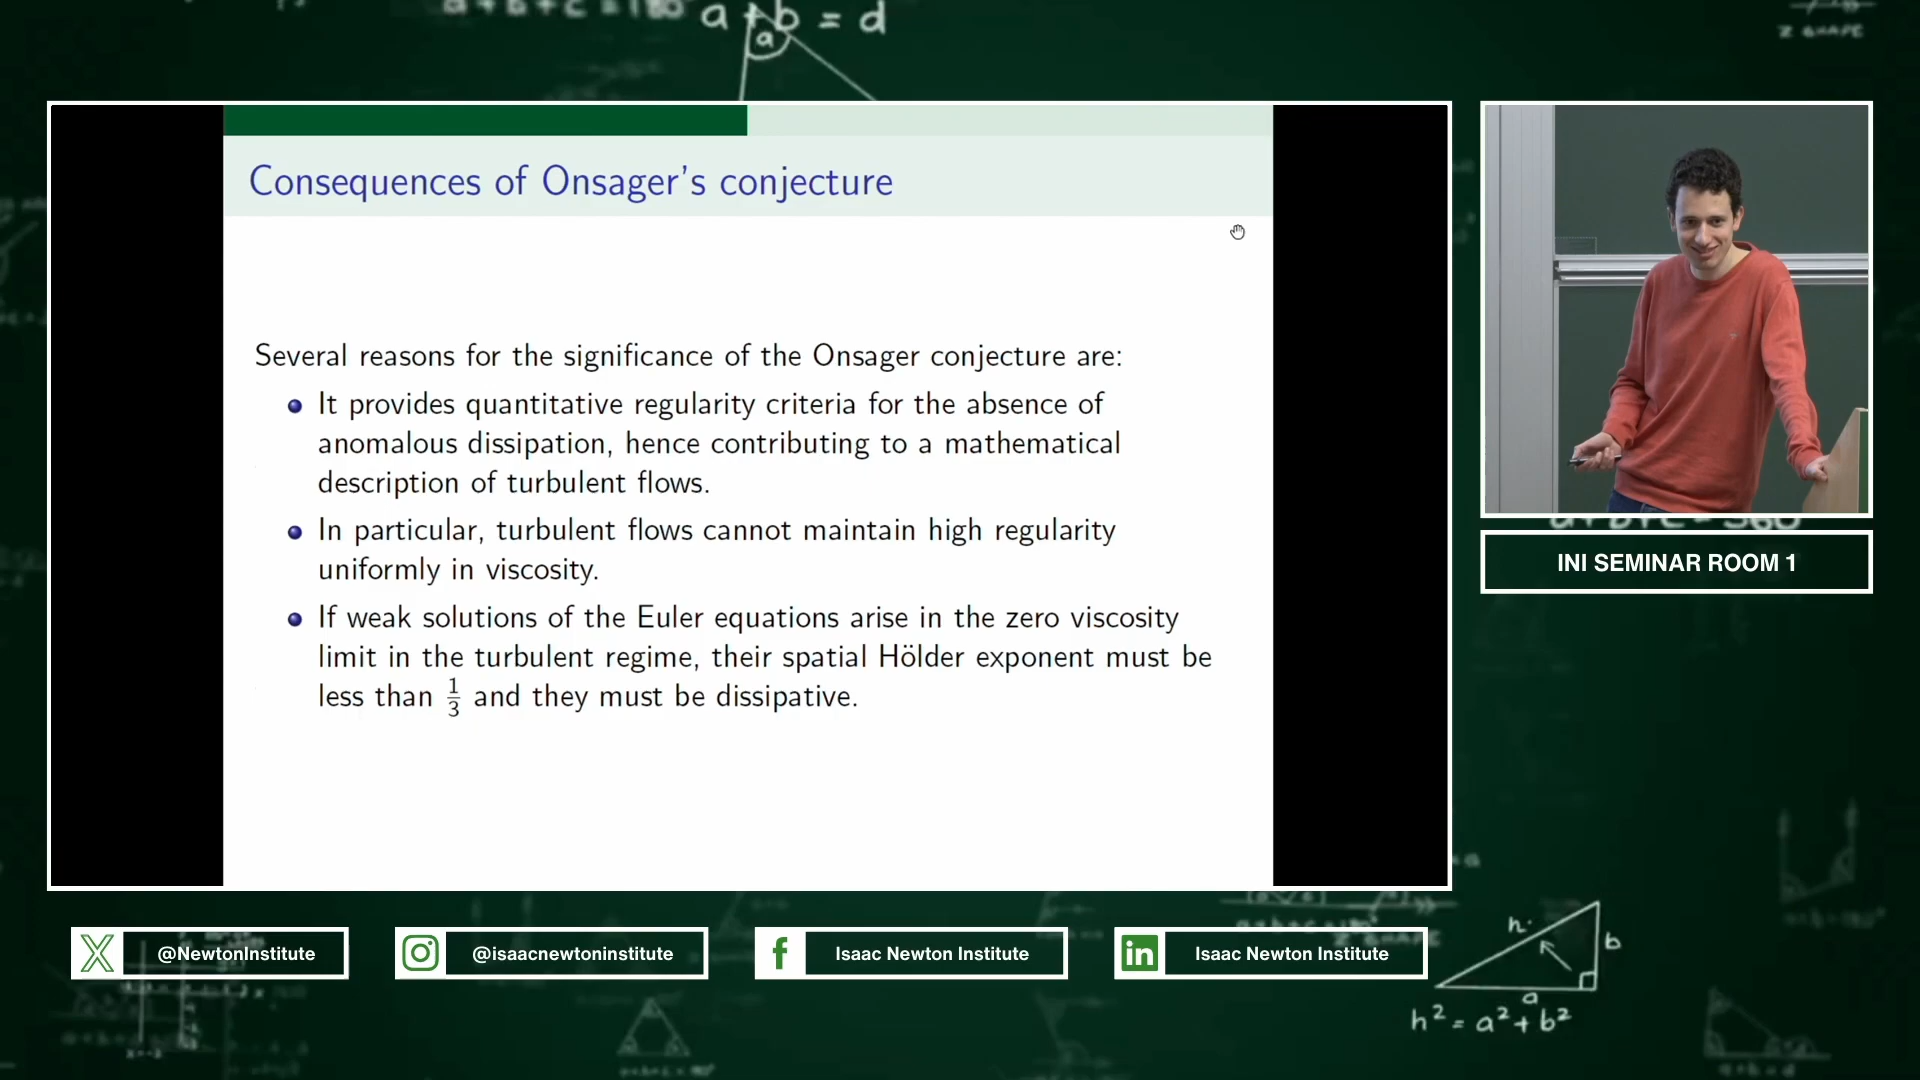 a + b = d
a
Z SHAPE
Consequences of Onsager's conjecture
Several reasons for the significance of the Onsager conjecture are:
It provides quantitative regularity criteria for the absence of
anomalous dissipation, hence contributing to a mathematical
description of turbulent flows.
In particular, turbulent flows cannot maintain high regularity
uniformly in viscosity.
If weak solutions of the Euler equations arise in the zero viscosity
limit in the turbulent regime, their spatial Hölder exponent must be
less than 1/3 and they must be dissipative.
INI SEMINAR ROOM 1
@NewtonInstitute
@isaacnewtoninstitute
f
Isaac Newton Institute
in
Isaac Newton Institute
h
b
a
h² = a² + b²